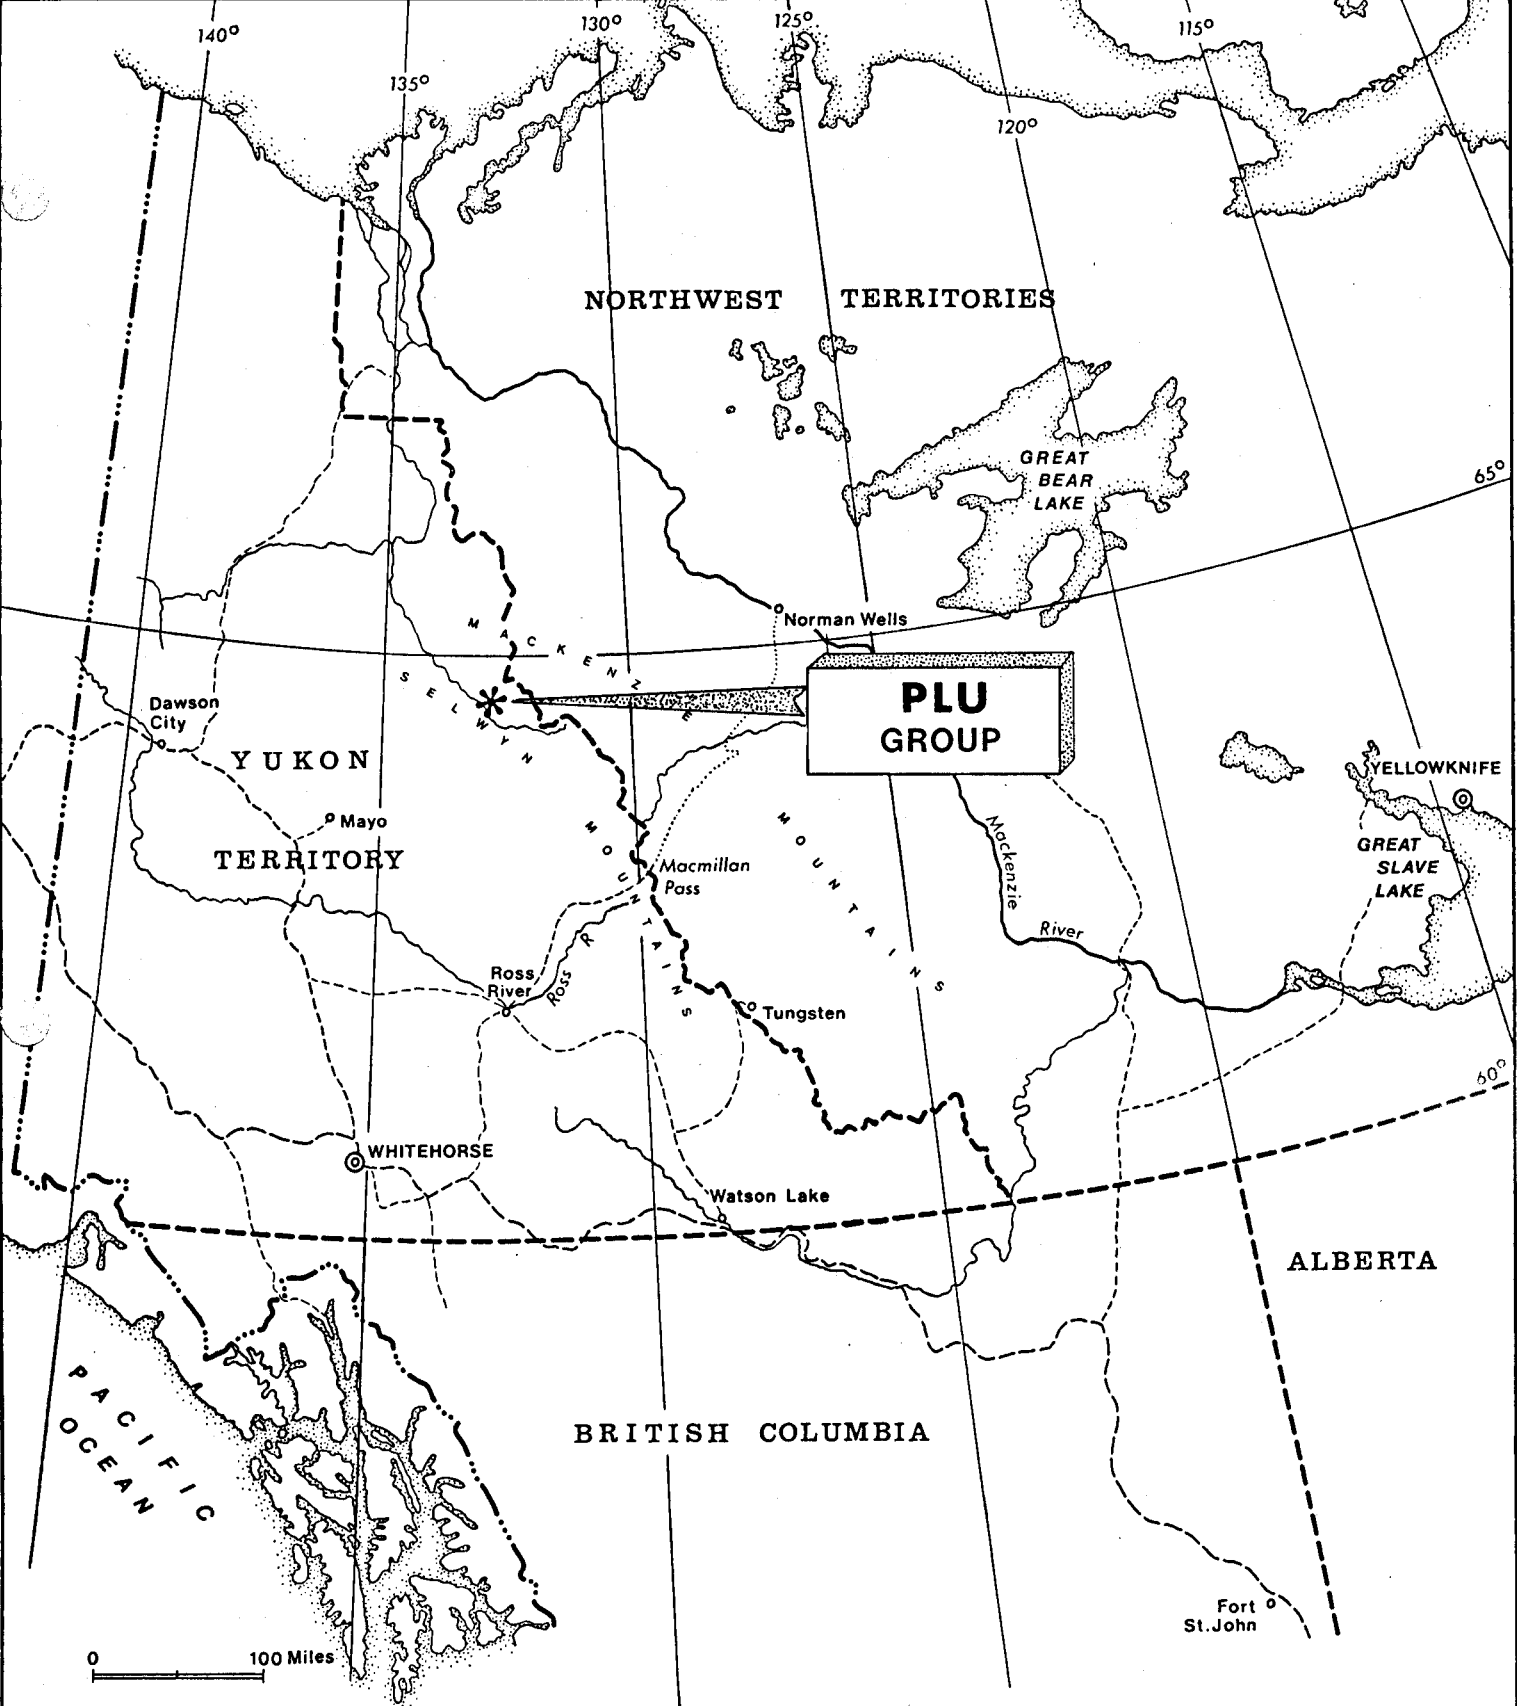 140°
130°
125°
115°
135°
120°
NORTHWEST TERRITORIES
GREAT
BEAR
LAKE
65°
Norman Wells
MACKENZIE
SELWYN
PLU
GROUP
Dawson
City
YUKON
Mayo
TERRITORY
YELLOWKNIFE
GREAT
SLAVE
LAKE
MOUNTAINS
MOUNTAINS
Macmillan
Pass
Mackenzie
River
Ross R
Ross
River
Tungsten
60°
WHITEHORSE
Watson Lake
ALBERTA
PACIFIC
OCEAN
BRITISH COLUMBIA
Fort
St.John
0 100 Miles